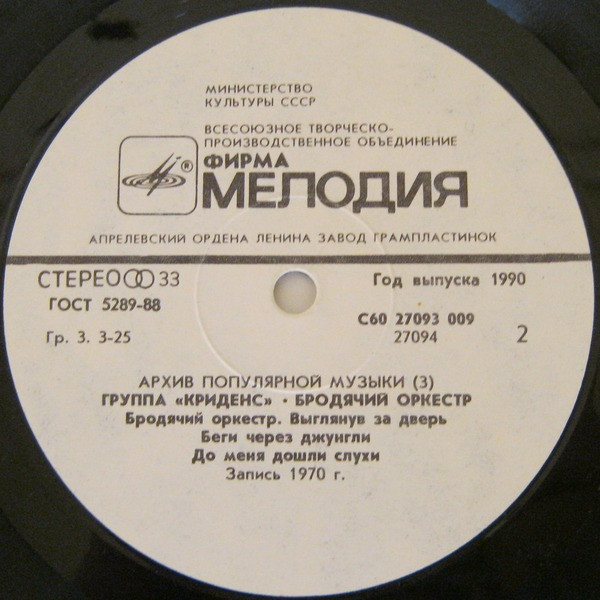 МИНИСТЕРСТВО
КУЛЬТУРЫ СССР
ВСЕСОЮЗНОЕ ТВОРЧЕСКО-
ПРОИЗВОДСТВЕННОЕ ОБЪЕДИНЕНИЕ
ФИРМА
®
МЕЛОДИЯ
АПРЕЛЕВСКИЙ ОРДЕНА ЛЕНИНА ЗАВОД ГРАМПЛАСТИНОК
СТЕРЕО 33
Год выпуска 1990
ГОСТ 5289-88
С60 27093 009
Гр. 3. 3-25
27094
2
АРХИВ ПОПУЛЯРНОЙ МУЗЫКИ (3)
ГРУППА «КРИДЕНС» • БРОДЯЧИЙ ОРКЕСТР
Бродячий оркестр. Выглянув за дверь
Беги через джунгли
До меня дошли слухи
Запись 1970 г.